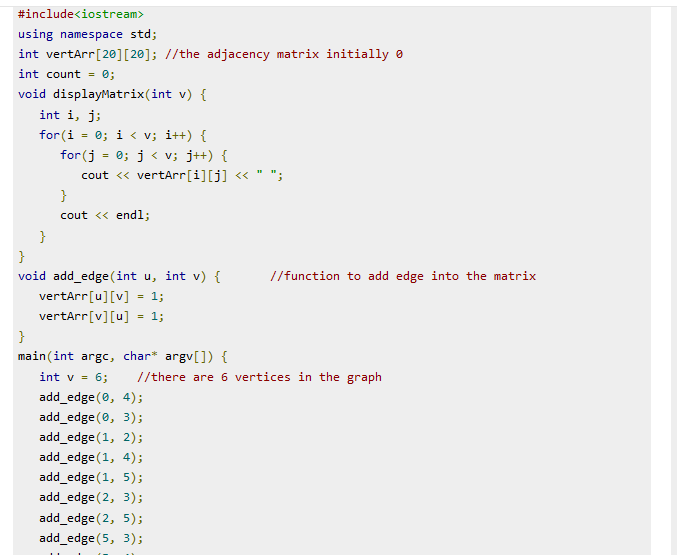 #include<iostream>
using namespace std;
int vertArr[20][20]; //the adjacency matrix initially 0
int count = 0;
void displayMatrix(int v) {
   int i, j;
   for(i = 0; i < v; i++) {
      for(j = 0; j < v; j++) {
         cout << vertArr[i][j] << " ";
      }
      cout << endl;
   }
}
void add_edge(int u, int v) {       //function to add edge into the matrix
   vertArr[u][v] = 1;
   vertArr[v][u] = 1;
}
main(int argc, char* argv[]) {
   int v = 6;    //there are 6 vertices in the graph
   add_edge(0, 4);
   add_edge(0, 3);
   add_edge(1, 2);
   add_edge(1, 4);
   add_edge(1, 5);
   add_edge(2, 3);
   add_edge(2, 5);
   add_edge(5, 3);